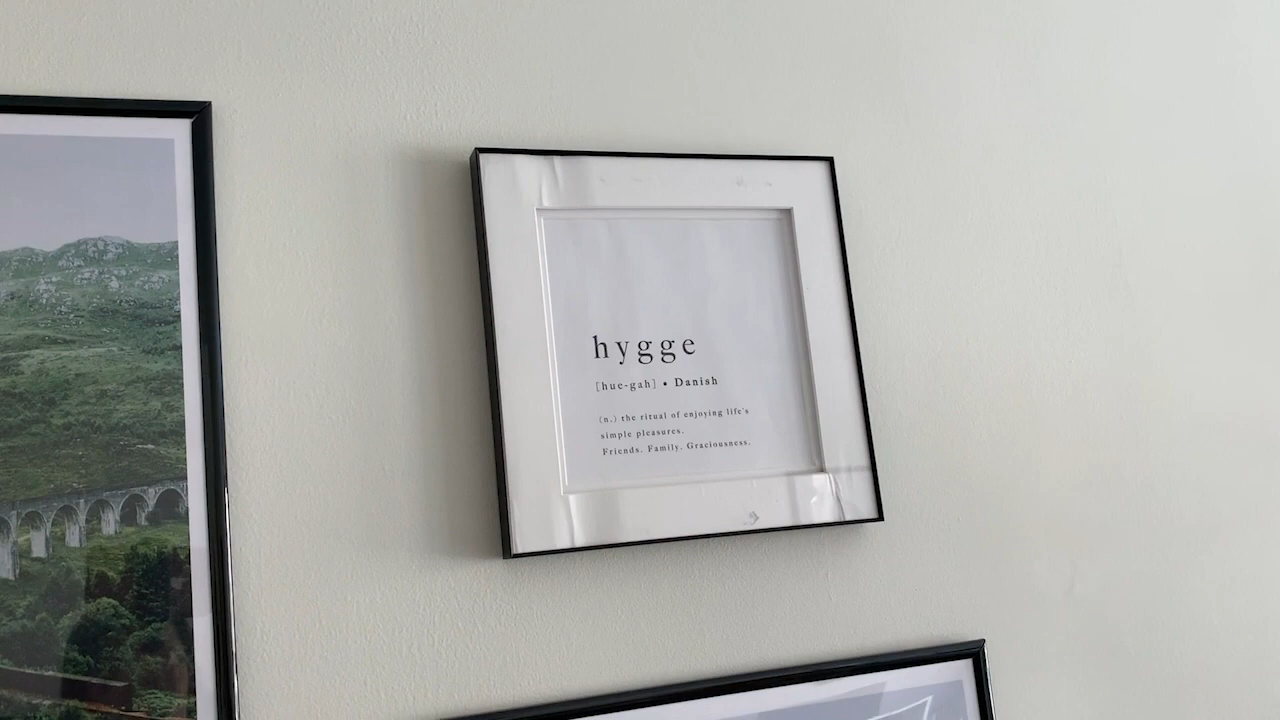 hygge
[hue-gah] • Danish
(n.) the ritual of enjoying life's
simple pleasures.
Friends. Family. Graciousness.